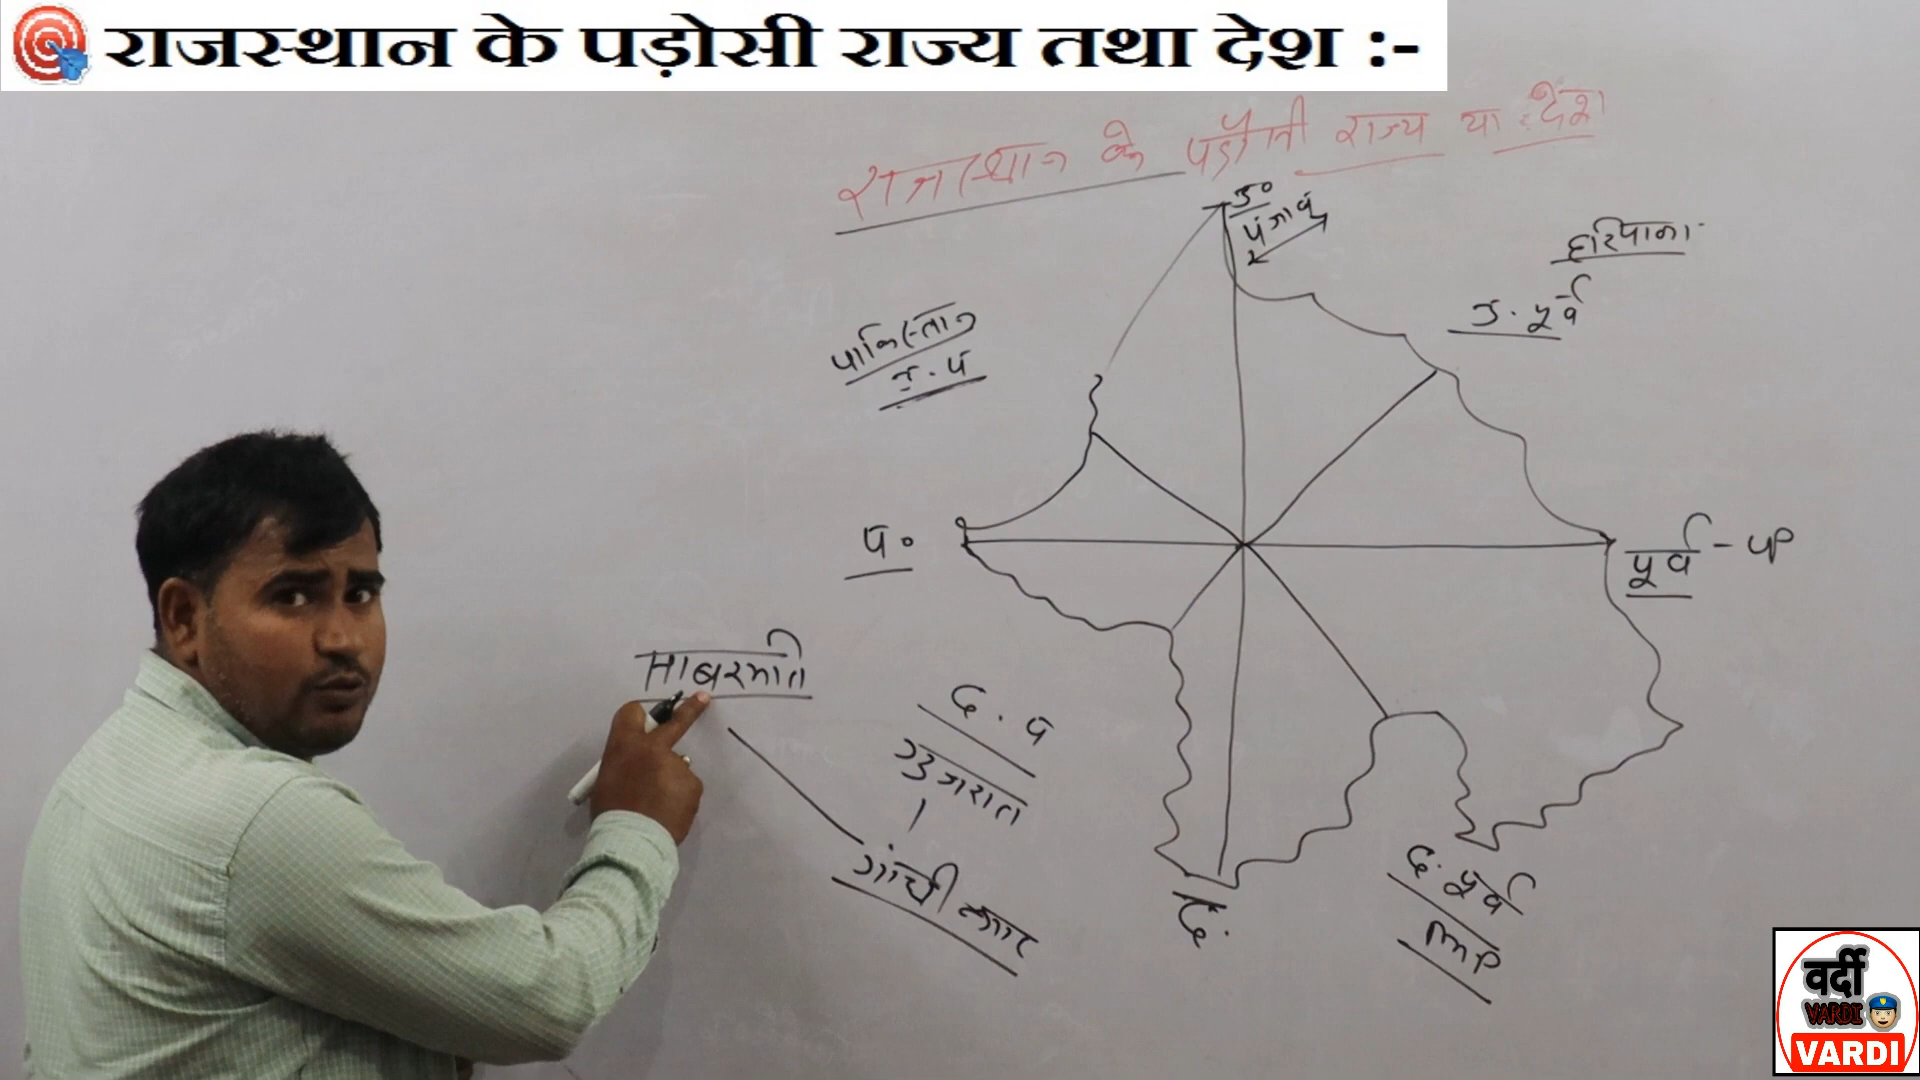 राजस्थान के पड़ोसी राज्य तथा देश :-
राजस्थान के पड़ौसी राज्य या देश
उ०
पंजाब
हरियाणा
उ. पूर्व
पाकिस्तान
उ. प
प०
पूर्व - UP
साबरमति
द. प
गुजरात
गांधी नगर
द.
द. पूर्व
MP
वर्दी
VARDI
VARDI